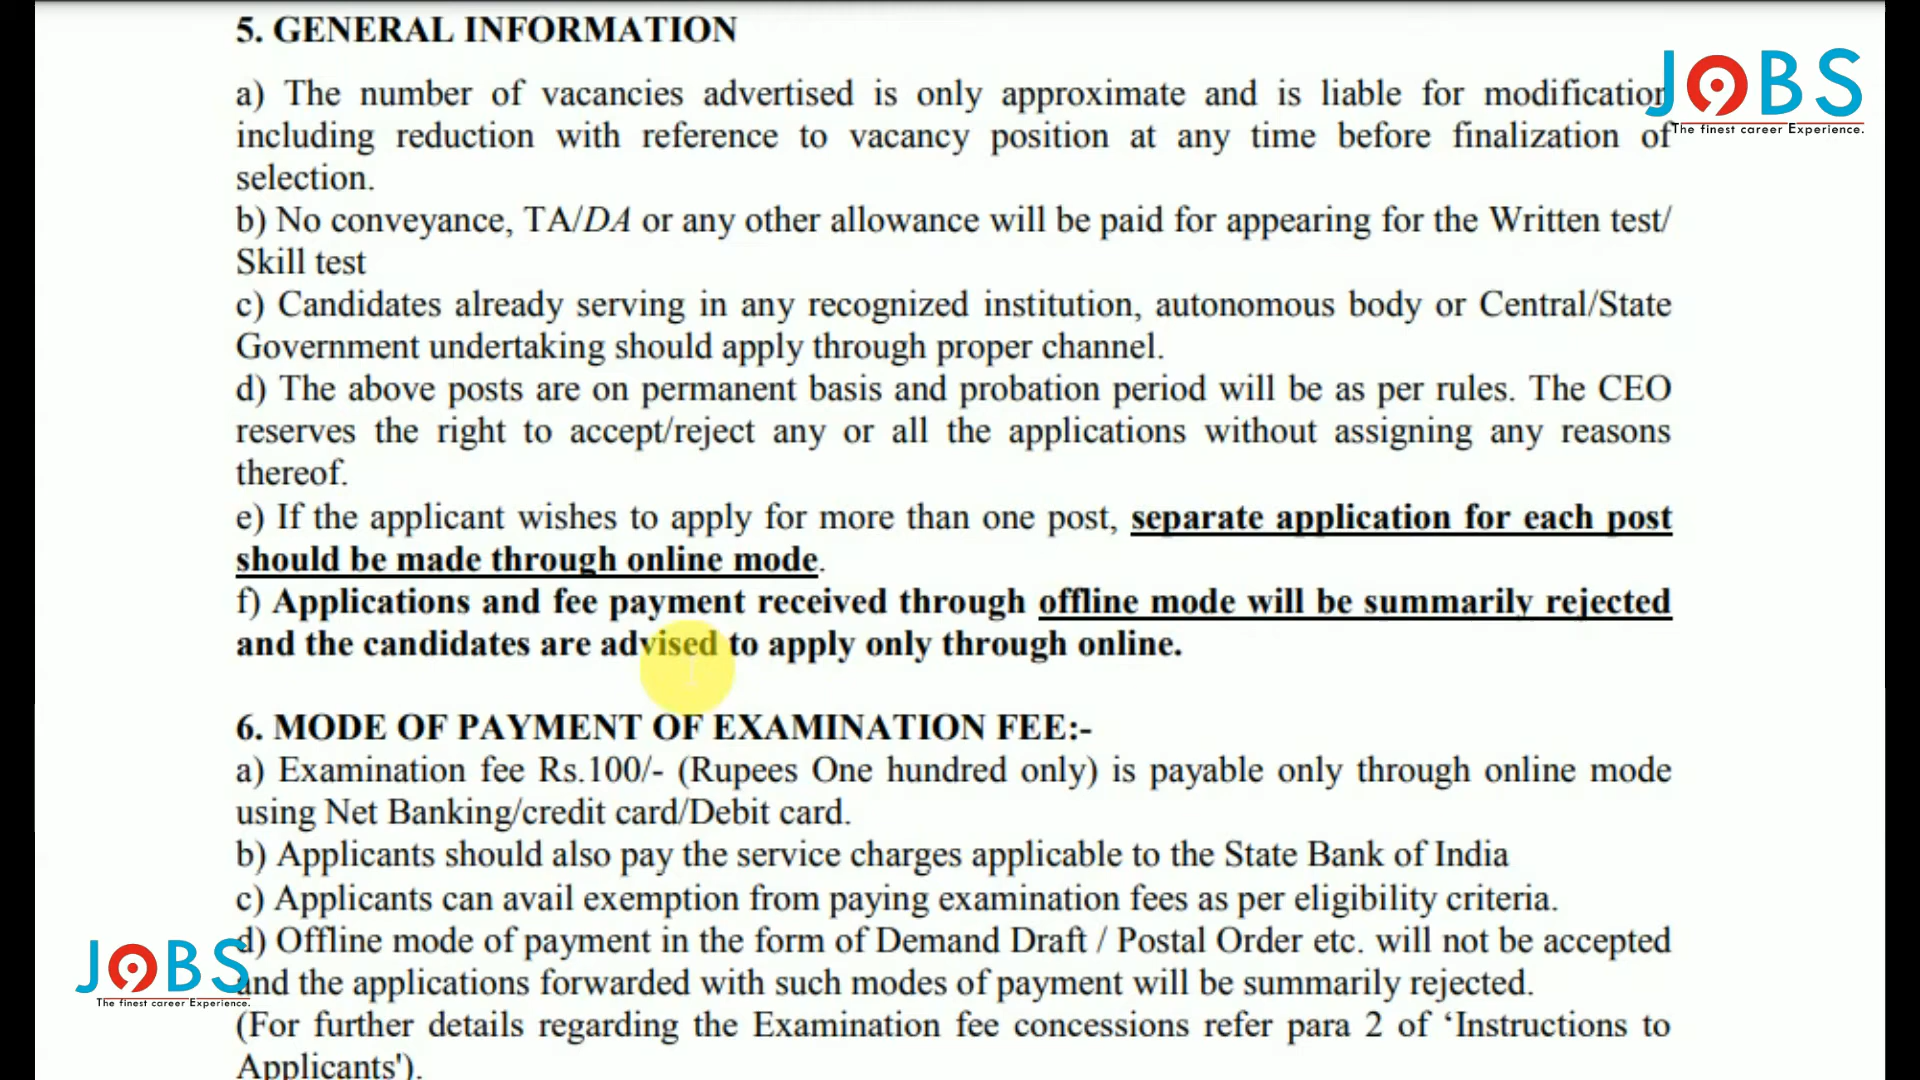 5. GENERAL INFORMATION
JOBS
The finest career Experience.
a) The number of vacancies advertised is only approximate and is liable for modification
including reduction with reference to vacancy position at any time before finalization of
selection.
b) No conveyance, TA/DA or any other allowance will be paid for appearing for the Written test/
Skill test
c) Candidates already serving in any recognized institution, autonomous body or Central/State
Government undertaking should apply through proper channel.
d) The above posts are on permanent basis and probation period will be as per rules. The CEO
reserves the right to accept/reject any or all the applications without assigning any reasons
thereof.
e) If the applicant wishes to apply for more than one post, separate application for each post
should be made through online mode.
f) Applications and fee payment received through offline mode will be summarily rejected
and the candidates are advised to apply only through online.
6. MODE OF PAYMENT OF EXAMINATION FEE:-
a) Examination fee Rs.100/- (Rupees One hundred only) is payable only through online mode
using Net Banking/credit card/Debit card.
b) Applicants should also pay the service charges applicable to the State Bank of India
c) Applicants can avail exemption from paying examination fees as per eligibility criteria.
d) Offline mode of payment in the form of Demand Draft / Postal Order etc. will not be accepted
and the applications forwarded with such modes of payment will be summarily rejected.
(For further details regarding the Examination fee concessions refer para 2 of ‘Instructions to
Applicants').
JOBS
The finest career Experience.